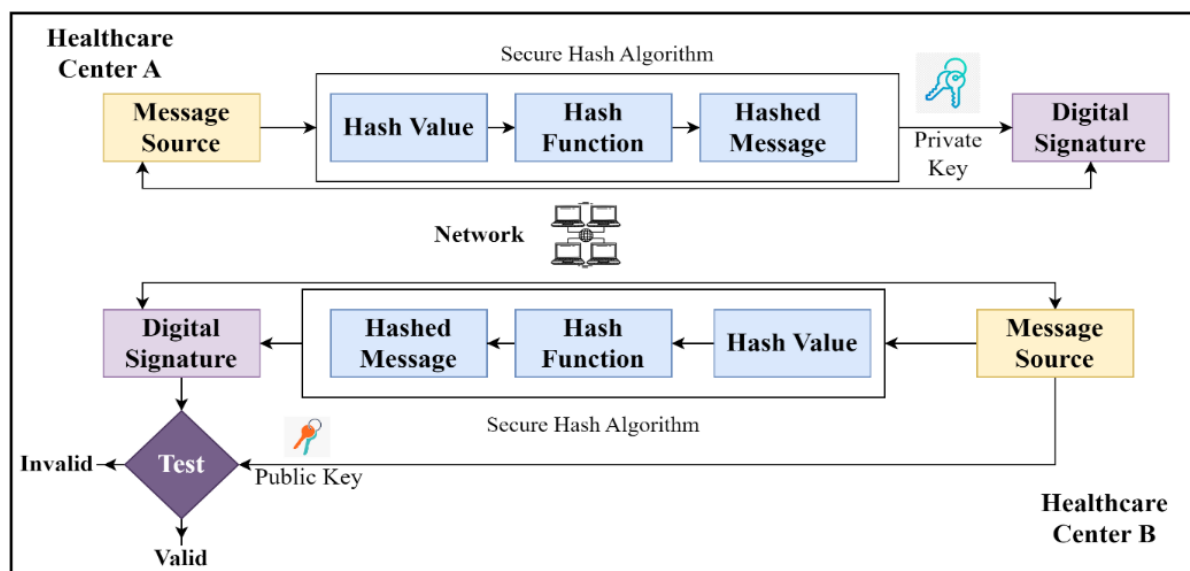 Healthcare
Center A
Secure Hash Algorithm
Message
Source
Hash Value
Hash
Function
Hashed
Message
Private
Key
Digital
Signature
Network
Digital
Signature
Hashed
Message
Hash
Function
Hash Value
Message
Source
Secure Hash Algorithm
Invalid
Test
Public Key
Valid
Healthcare
Center B